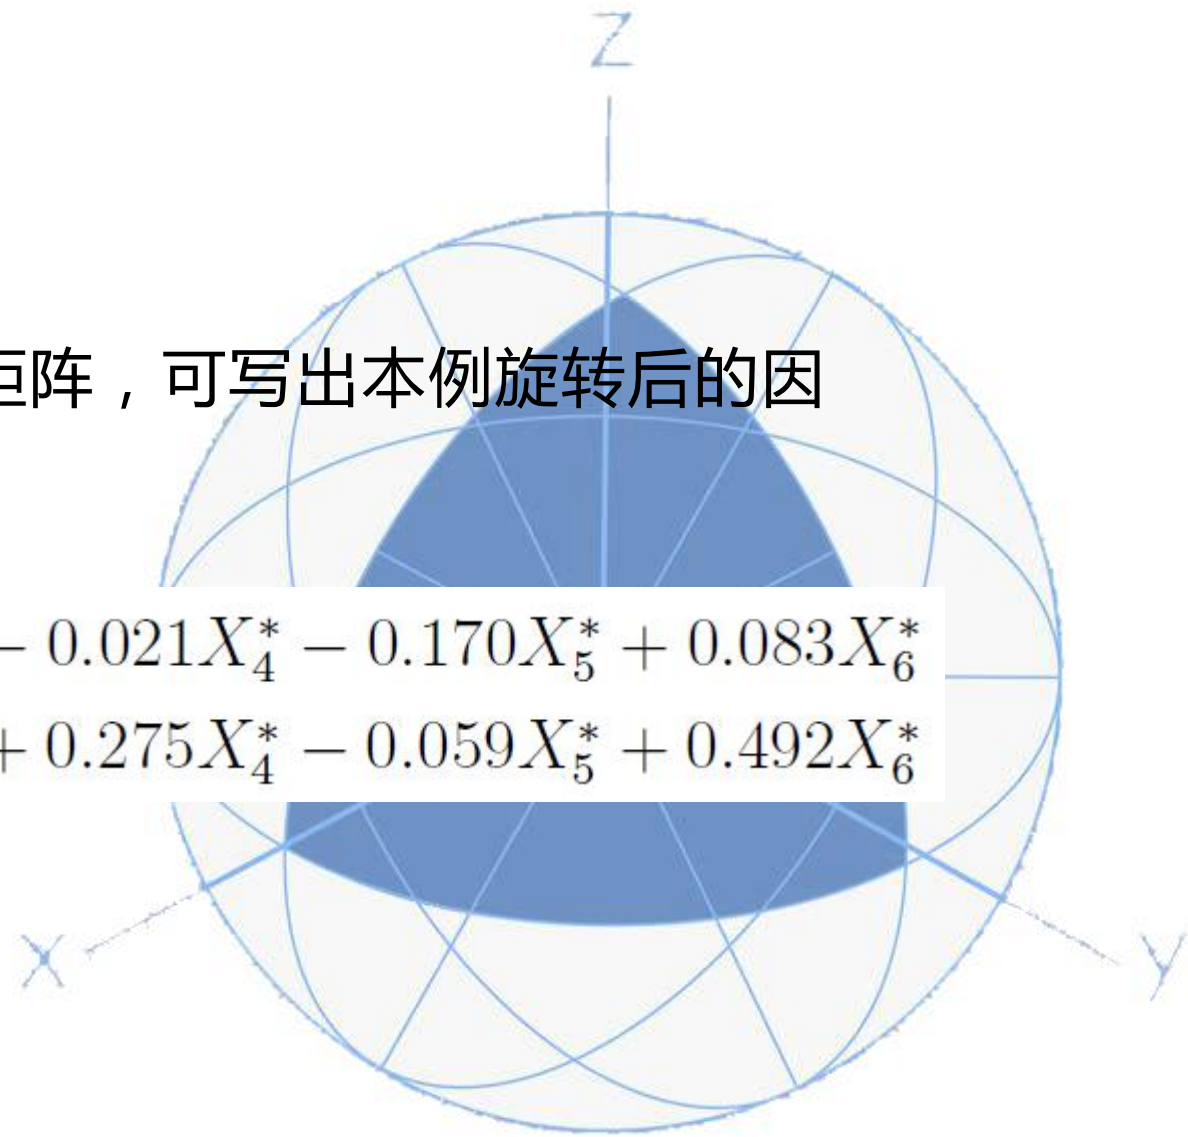 Z
矩阵，可写出本例旋转后的因
− 0.021X₄* − 0.170X₅* + 0.083X₆*
+ 0.275X₄* − 0.059X₅* + 0.492X₆*
X
Y